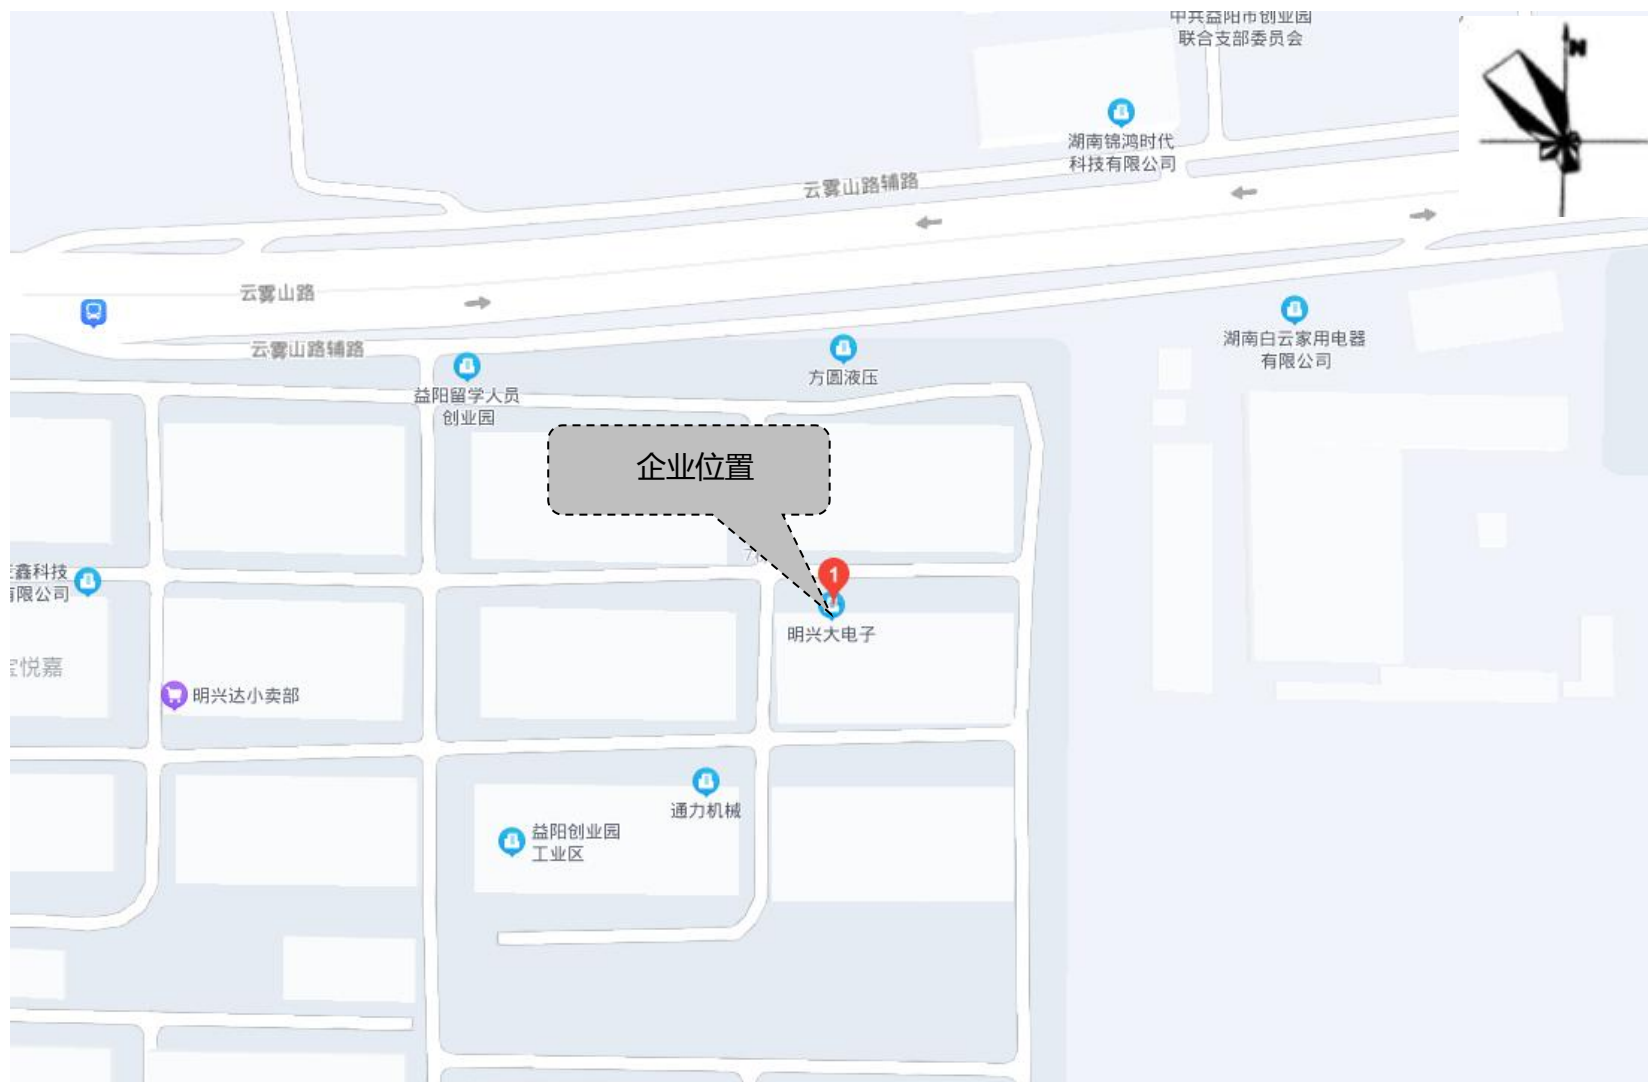 中共益阳市创业园
联合支部委员会
N
湖南锦鸿时代
科技有限公司
云雾山路辅路
云雾山路
云雾山路辅路
湖南白云家用电器
有限公司
益阳留学人员
创业园
方圆液压
企业位置
鑫科技
限公司
1
明兴大电子
悦嘉
明兴达小卖部
通力机械
益阳创业园
工业区